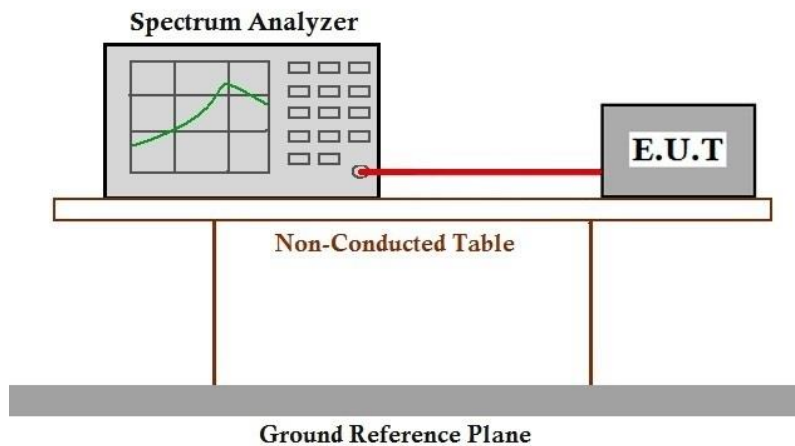 Spectrum Analyzer
E.U.T
Non-Conducted Table
Ground Reference Plane